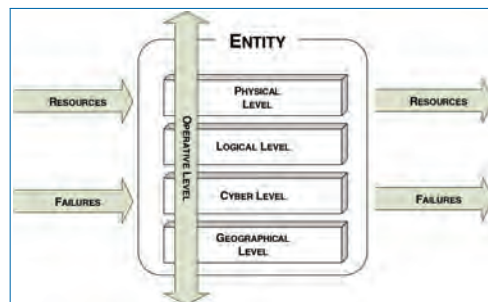 ENTITY
PHYSICAL
LEVEL
RESOURCES
RESOURCES
OPERATIVE LEVEL
LOGICAL LEVEL
CYBER LEVEL
FAILURES
FAILURES
GEOGRAPHICAL
LEVEL